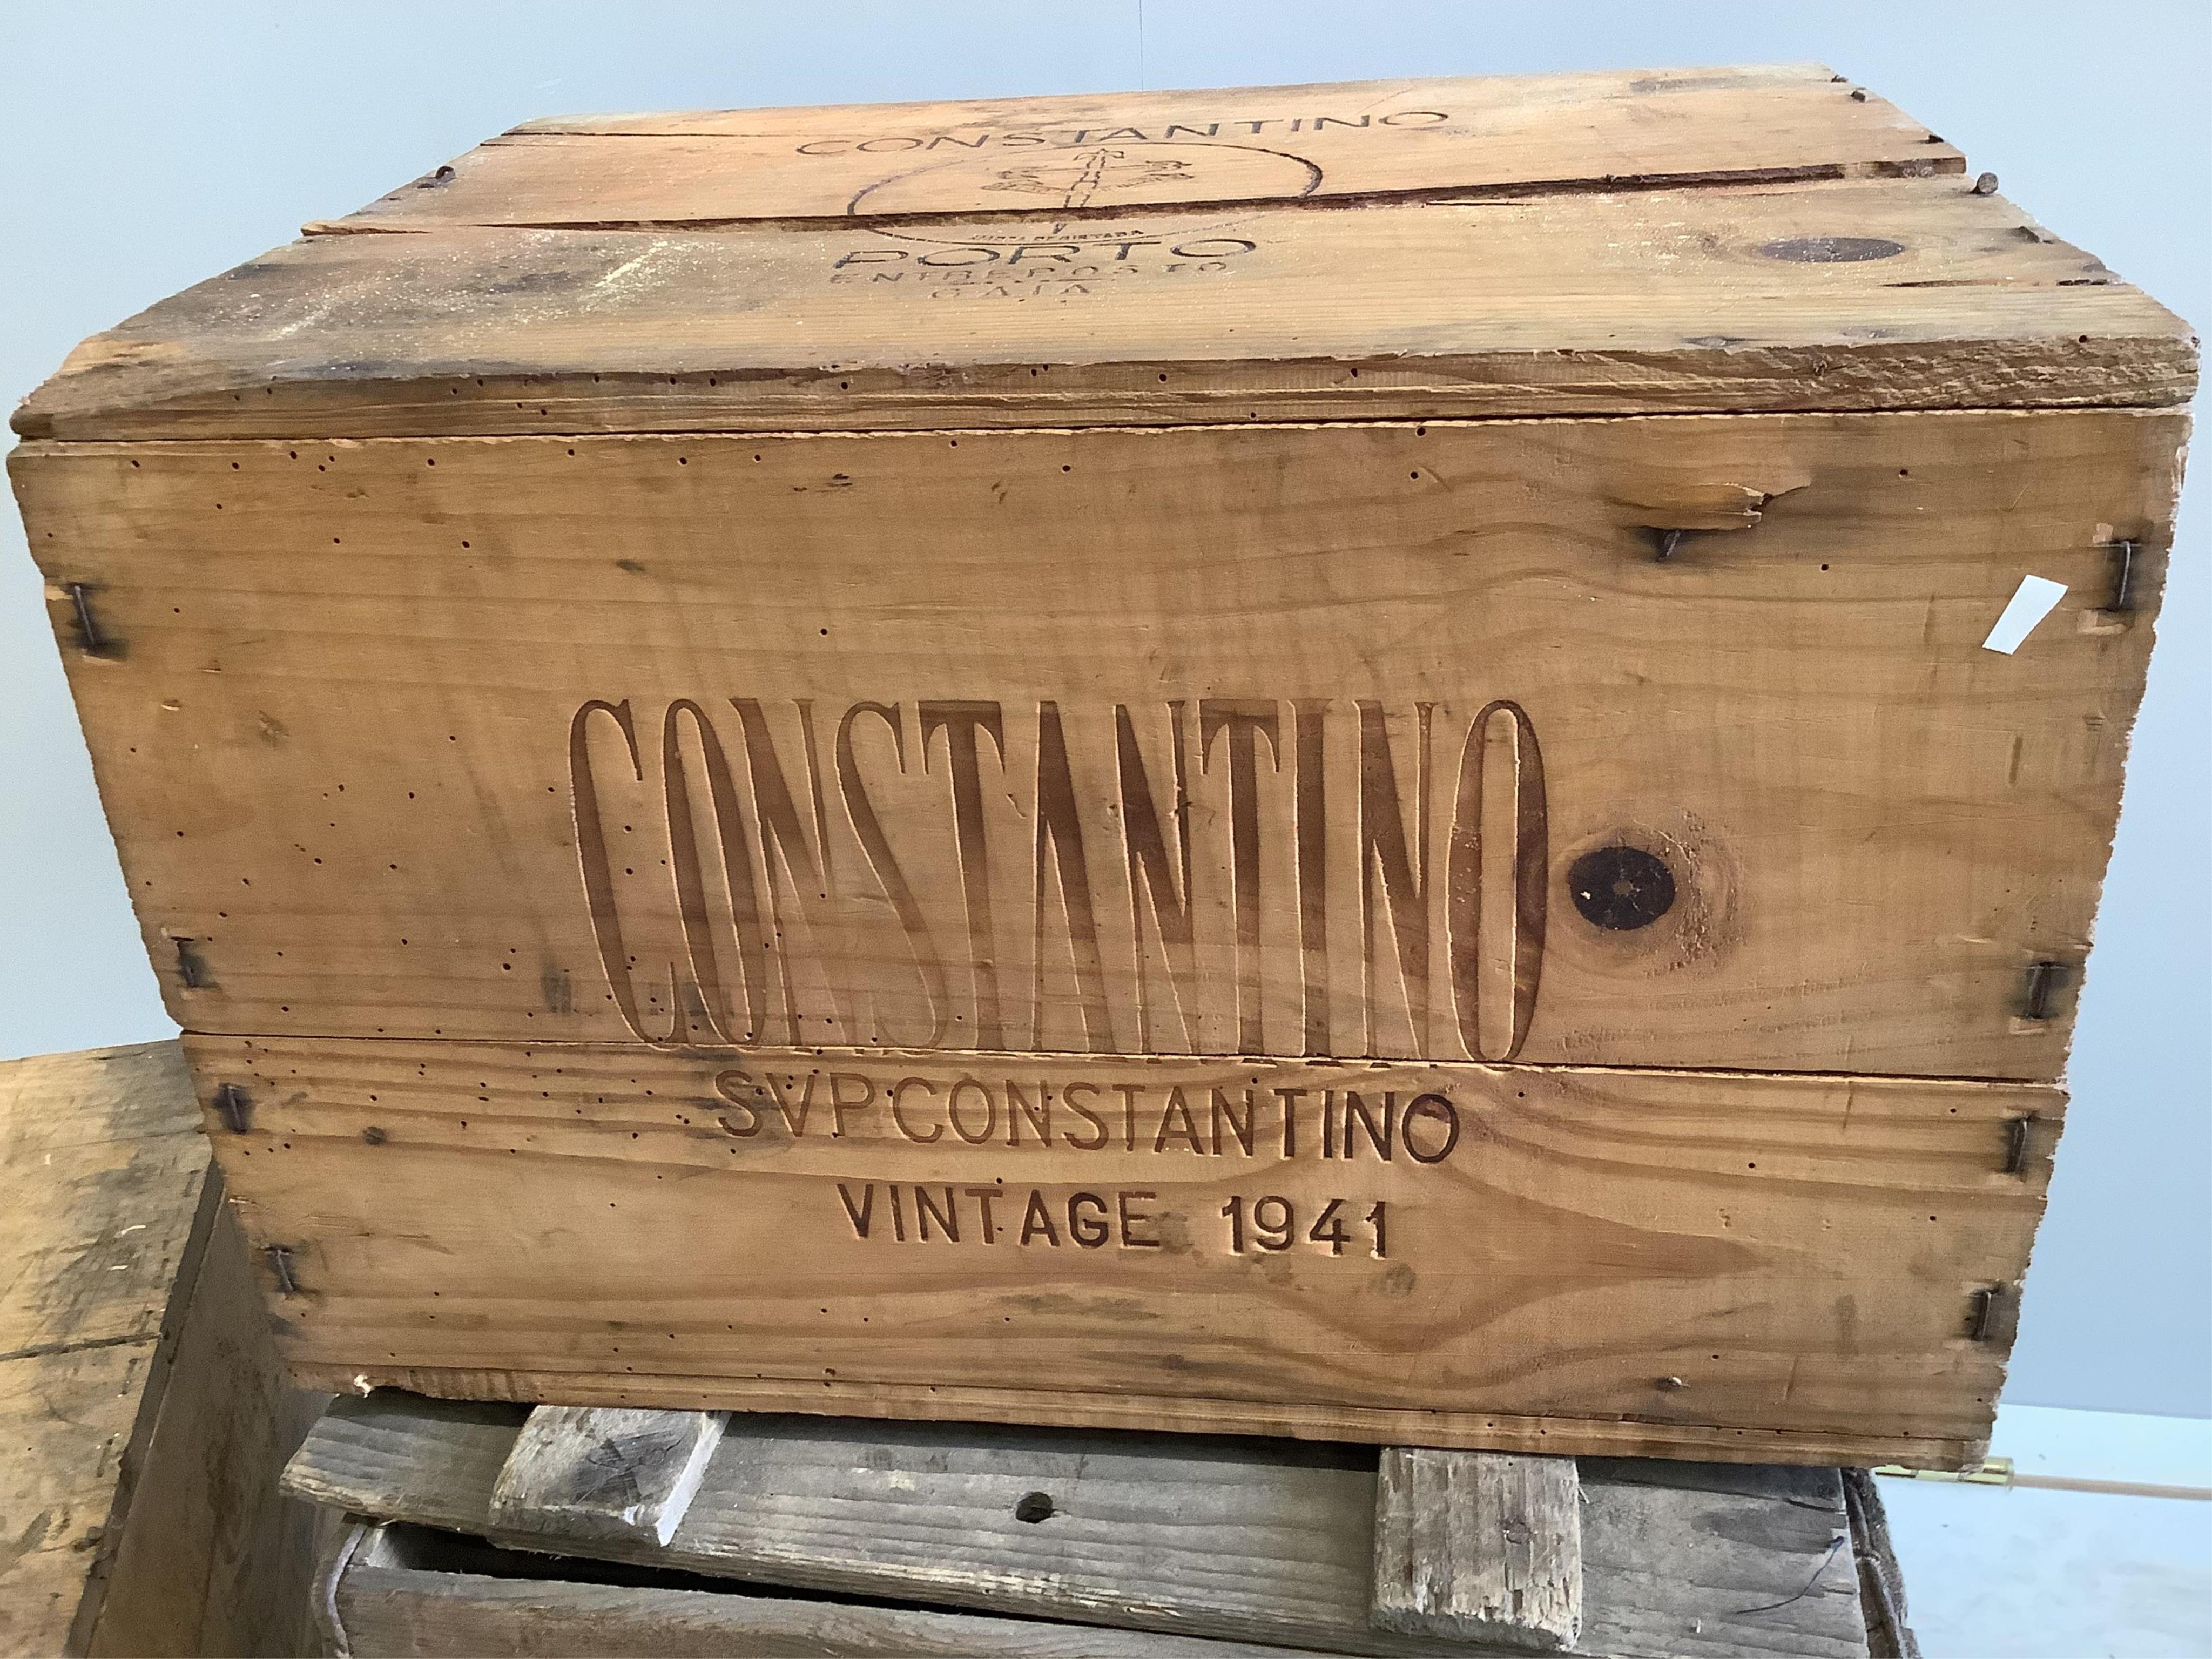 CONSTANTINO
PORTO
ENTREPOSTO
GAIA
CONSTANTINO
SVPCONSTANTINO
VINTAGE 1941